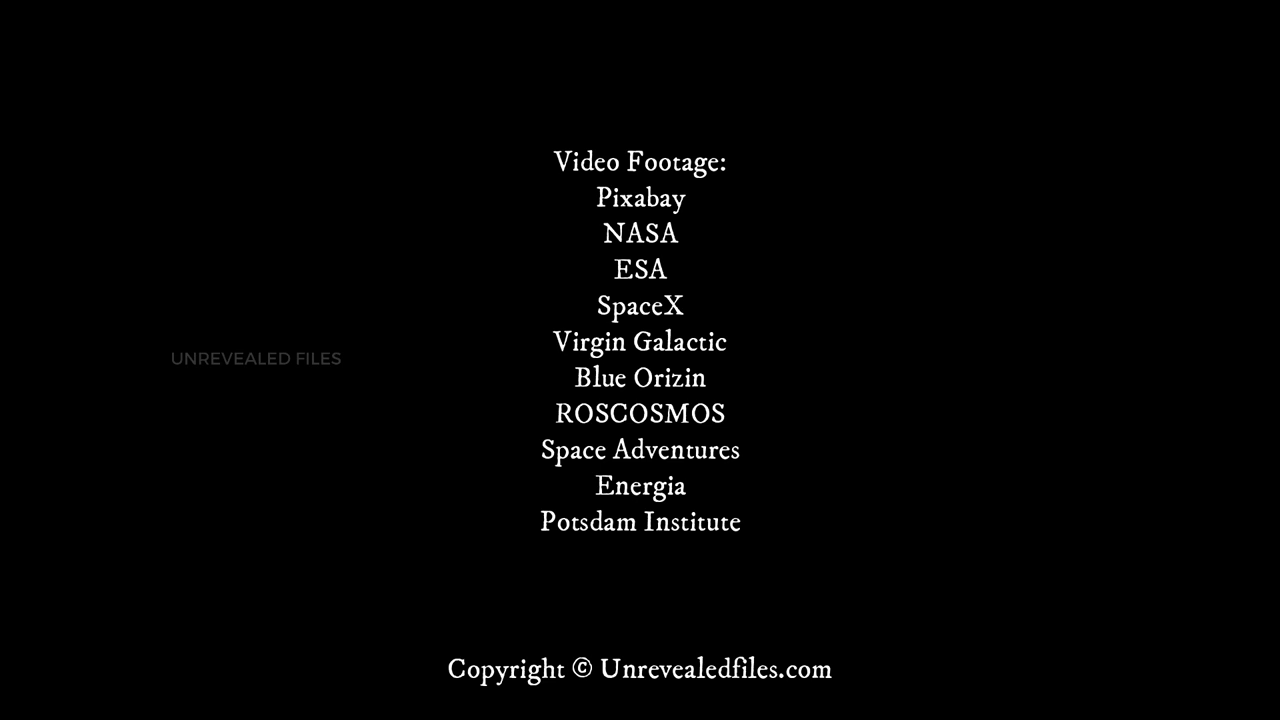 Video Footage:
Pixabay
NASA
ESA
SpaceX
Virgin Galactic
UNREVEALED FILES
Blue Orizin
ROSCOSMOS
Space Adventures
Energia
Potsdam Institute
Copyright © Unrevealedfiles.com